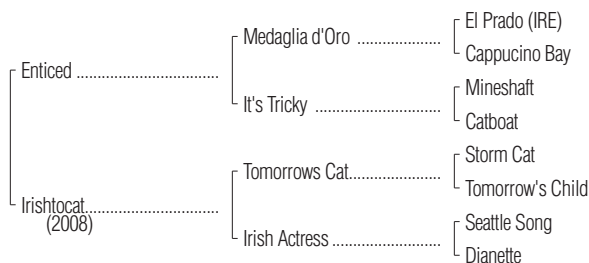 El Prado (IRE)
Medaglia d'Oro ....................
Cappucino Bay
Enticed ..................................
Mineshaft
It's Tricky ..............................
Catboat
Storm Cat
Tomorrows Cat......................
Tomorrow's Child
Irishtocat................................
(2008)
Seattle Song
Irish Actress ..........................
Dianette